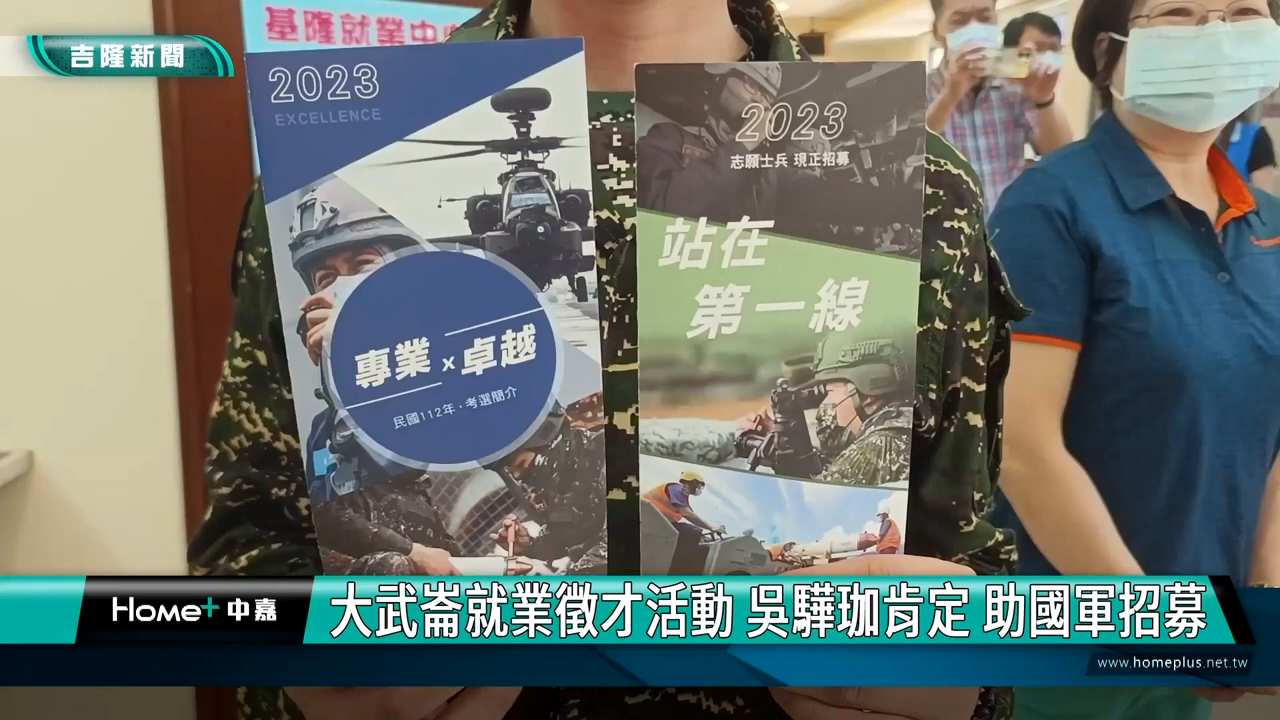 吉隆新聞
基隆就業中
2023
EXCELLENCE
專業x卓越
民國112年·考選簡介
2023
志願士兵 現正招募
站在
第一線
Home+ 中嘉
大武崙就業徵才活動 吳驊珈肯定 助國軍招募
www.homeplus.net.tw